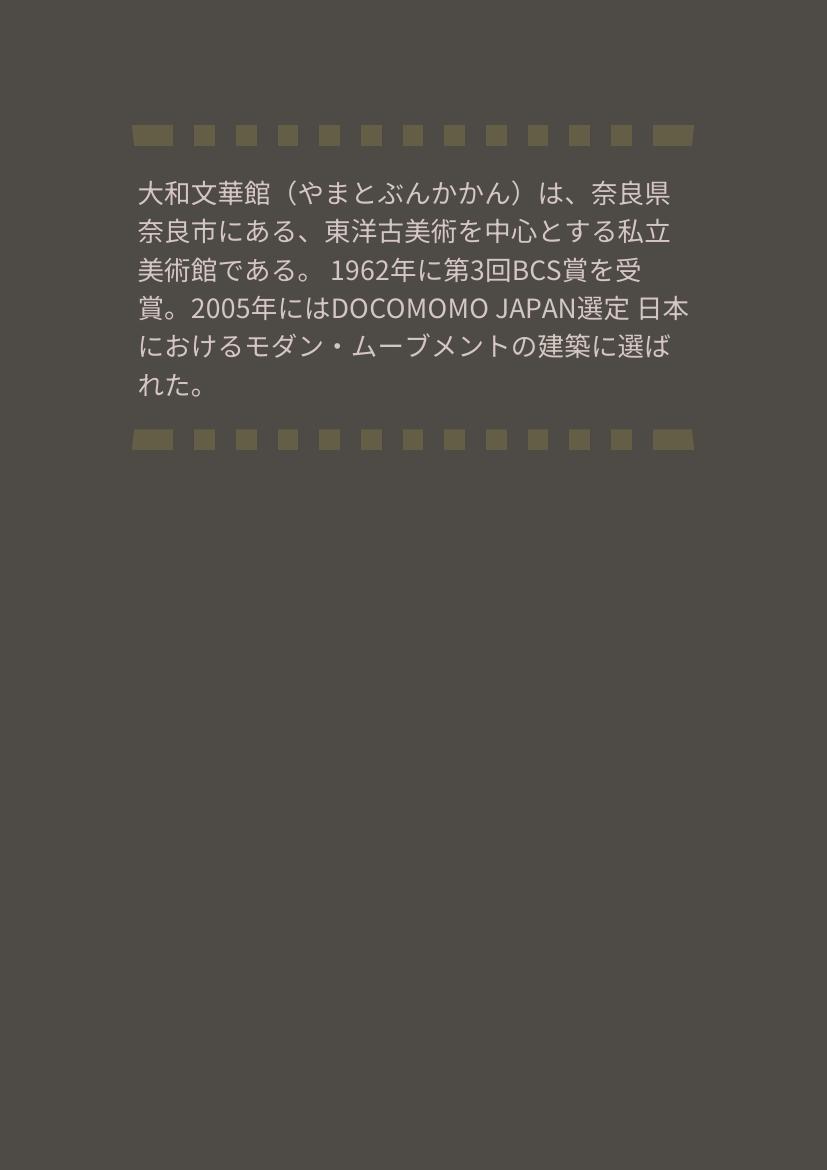 大和文華館（やまとぶんかかん）は、奈良県
奈良市にある、東洋古美術を中心とする私立
美術館である。 1962年に第3回BCS賞を受
賞。2005年にはDOCOMOMO JAPAN選定 日本
におけるモダン・ムーブメントの建築に選ば
れた。